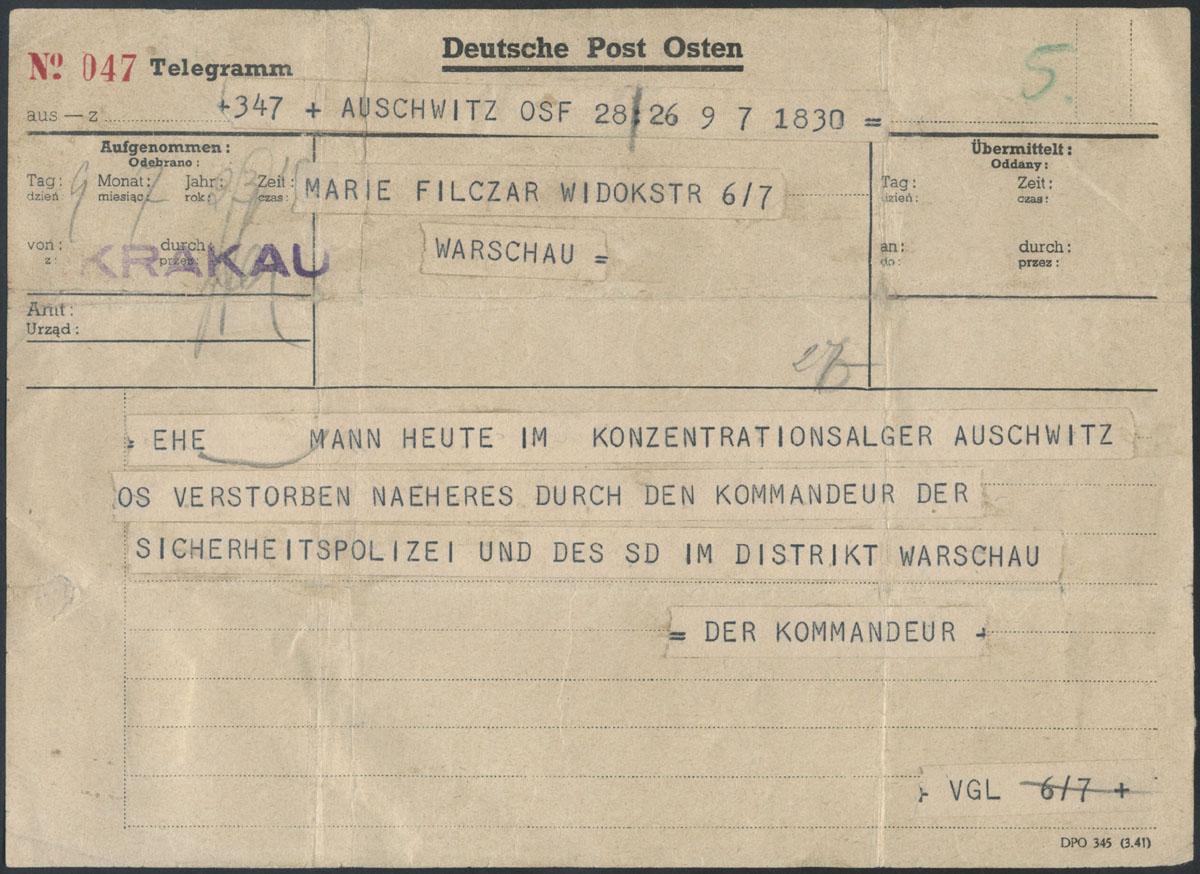 Deutsche Post Osten
Nº 047 Telegramm
5.
aus — z
+347 + AUSCHWITZ OSF 28/26 9 7 1830 =
Aufgenommen:
Odebrano:
Tag: Monat: Jahr: Zeit:
dzień miesiąc: rok: czas:
9 7
von: durch:
z: przez:
KRAKAU
Amt:
Urząd:
MARIE FILCZAR WIDOKSTR 6/7
WARSCHAU =
Übermittelt:
Oddany:
Tag: Zeit:
dzień: czas:
an: durch:
do: przez:
= EHE MANN HEUTE IM KONZENTRATIONSALGER AUSCHWITZ
OS VERSTORBEN NAEHERES DURCH DEN KOMMANDEUR DER
SICHERHEITSPOLIZEI UND DES SD IM DISTRIKT WARSCHAU
= DER KOMMANDEUR +
+ VGL 6/7 +
DPO 345 (3.41)